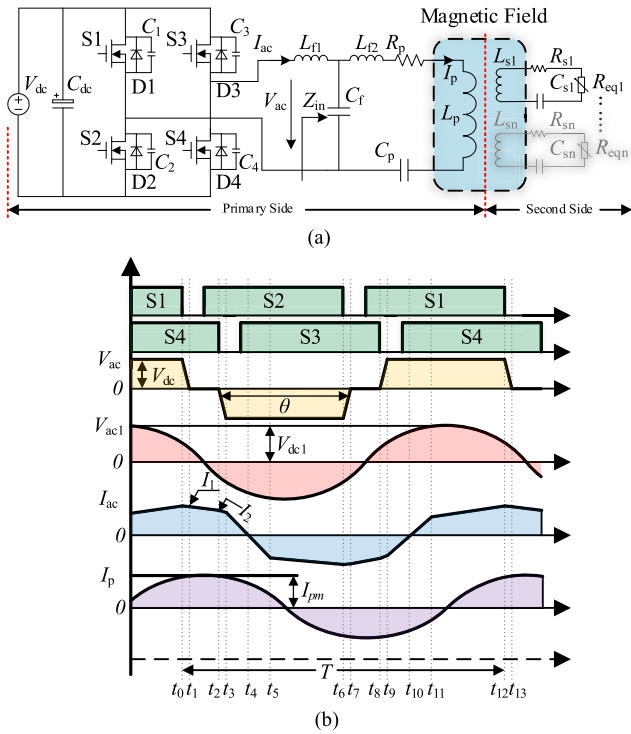 Magnetic Field
S1 C1 S3 C3 Iac Lf1 Lf2 Rp Ip Ls1 Rs1
Vdc Cdc D1 D3 Vac Zin Cf Lp Cs1 Req1
S2 S4 Lsn Rsn
C2 C4 Cp Csn Reqn
D2 D4
Primary Side Second Side
(a)
S1 S2 S1
S4 S3 S4
Vac Vdc
0 θ
Vac1 Vdc1
0
Iac I1 I2
0
Ip Ipm
0
T
t0 t1 t2 t3 t4 t5 t6 t7 t8 t9 t10 t11 t12 t13
(b)